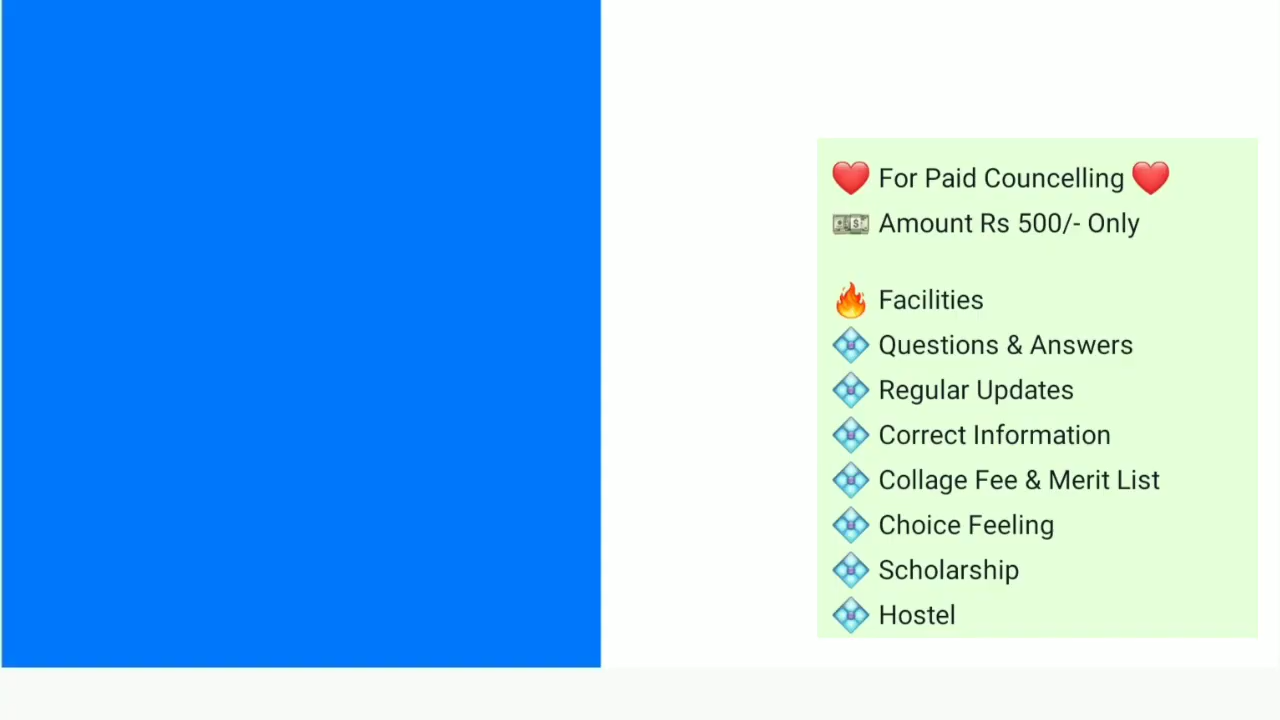 ❤️ For Paid Councelling ❤️
💵 Amount Rs 500/- Only
🔥 Facilities
💠 Questions & Answers
💠 Regular Updates
💠 Correct Information
💠 Collage Fee & Merit List
💠 Choice Feeling
💠 Scholarship
💠 Hostel